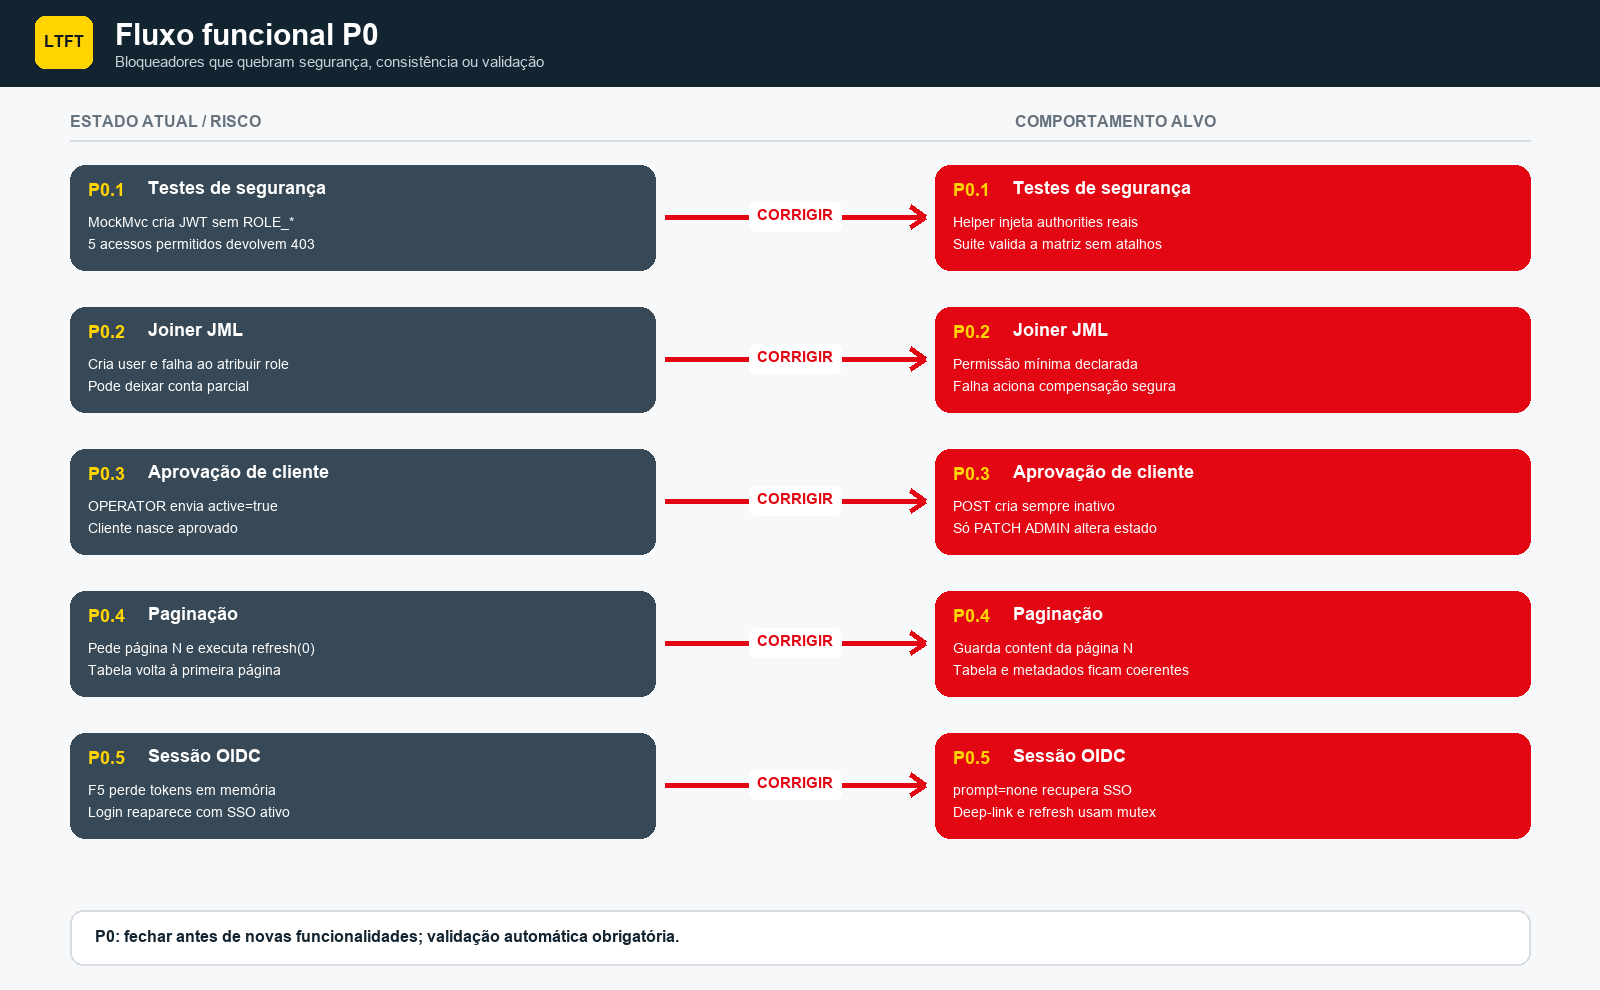 LTFT
Fluxo funcional P0
Bloqueadores que quebram segurança, consistência ou validação
ESTADO ATUAL / RISCO
COMPORTAMENTO ALVO
P0.1 Testes de segurança
MockMvc cria JWT sem ROLE_*
5 acessos permitidos devolvem 403
CORRIGIR
P0.1 Testes de segurança
Helper injeta authorities reais
Suite valida a matriz sem atalhos
P0.2 Joiner JML
Cria user e falha ao atribuir role
Pode deixar conta parcial
CORRIGIR
P0.2 Joiner JML
Permissão mínima declarada
Falha aciona compensação segura
P0.3 Aprovação de cliente
OPERATOR envia active=true
Cliente nasce aprovado
CORRIGIR
P0.3 Aprovação de cliente
POST cria sempre inativo
Só PATCH ADMIN altera estado
P0.4 Paginação
Pede página N e executa refresh(0)
Tabela volta à primeira página
CORRIGIR
P0.4 Paginação
Guarda content da página N
Tabela e metadados ficam coerentes
P0.5 Sessão OIDC
F5 perde tokens em memória
Login reaparece com SSO ativo
CORRIGIR
P0.5 Sessão OIDC
prompt=none recupera SSO
Deep-link e refresh usam mutex
P0: fechar antes de novas funcionalidades; validação automática obrigatória.